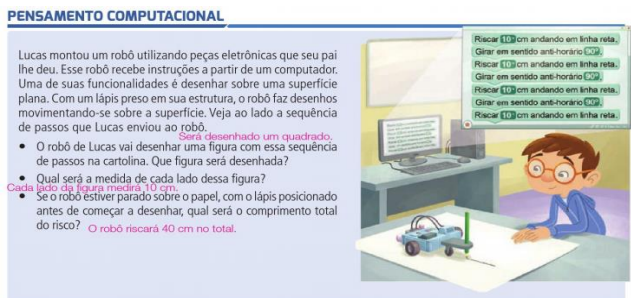 PENSAMENTO COMPUTACIONAL
Lucas montou um robô utilizando peças eletrônicas que seu pai
lhe deu. Esse robô recebe instruções a partir de um computador.
Uma de suas funcionalidades é desenhar sobre uma superfície
plana. Com um lápis preso em sua estrutura, o robô faz desenhos
movimentando-se sobre a superfície. Veja ao lado a sequência
de passos que Lucas enviou ao robô.
Será desenhado um quadrado.
• O robô de Lucas vai desenhar uma figura com essa sequência
de passos na cartolina. Que figura será desenhada?
• Qual será a medida de cada lado dessa figura?
Cada lado da figura medirá 10 cm.
• Se o robô estiver parado sobre o papel, com o lápis posicionado
antes de começar a desenhar, qual será o comprimento total
do risco? O robô riscará 40 cm no total.
Riscar 10 cm andando em linha reta.
Girar em sentido anti-horário 90°.
Riscar 10 cm andando em linha reta.
Girar em sentido anti-horário 90°.
Riscar 10 cm andando em linha reta.
Girar em sentido anti-horário 90°.
Riscar 10 cm andando em linha reta.